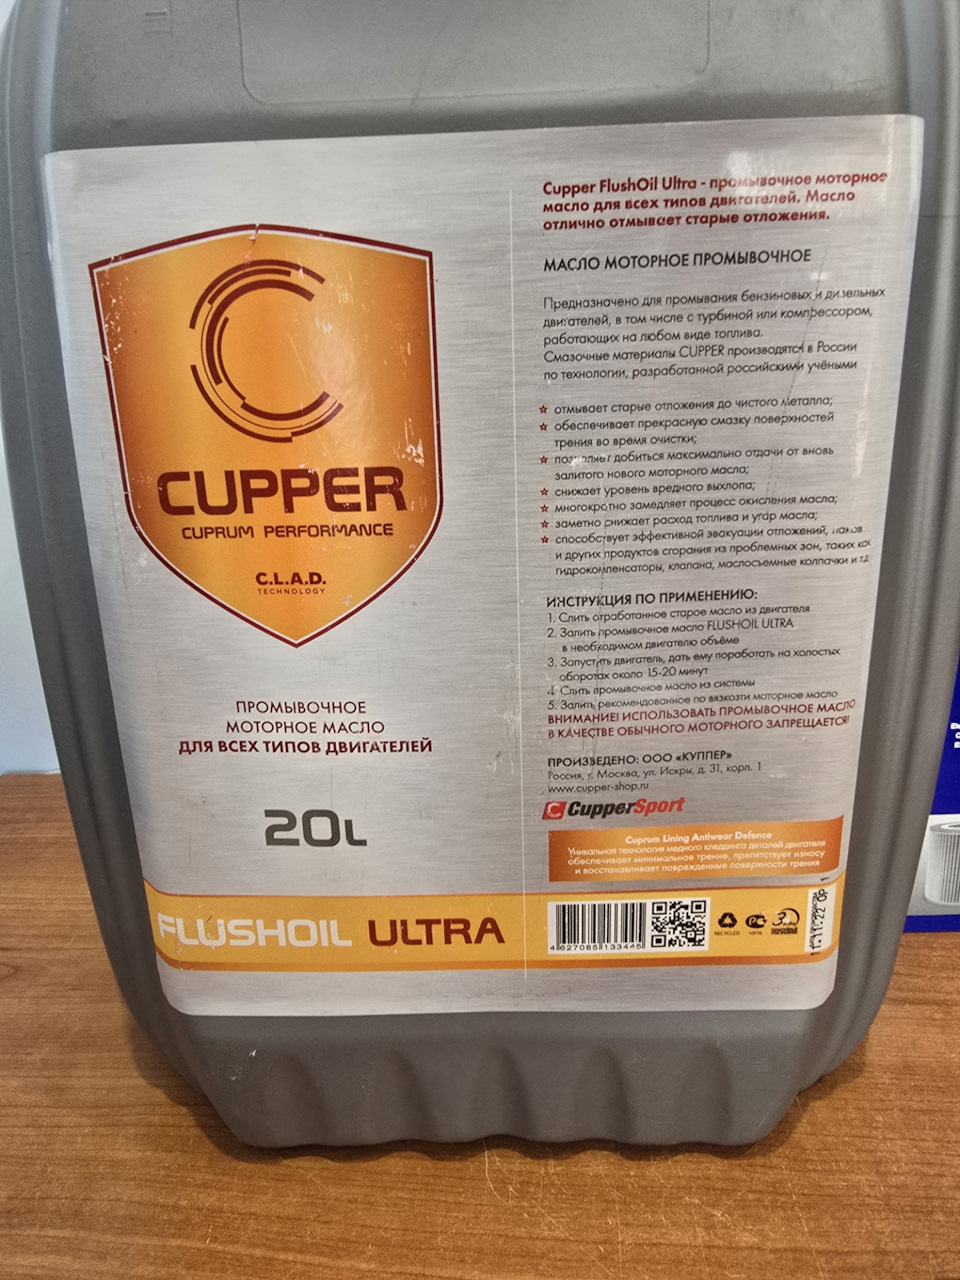 CUPPER
CUPRUM PERFORMANCE
C.L.A.D.
TECHNOLOGY
ПРОМЫВОЧНОЕ
МОТОРНОЕ МАСЛО
ДЛЯ ВСЕХ ТИПОВ ДВИГАТЕЛЕЙ
20L
FLUSHOIL ULTRA
Cupper FlushOil Ultra - промывочное моторное
масло для всех типов двигателей. Масло
отлично отмывает старые отложения.
МАСЛО МОТОРНОЕ ПРОМЫВОЧНОЕ
Предназначено для промывания бензиновых и дизельных
двигателей, в том числе с турбиной или компрессором,
работающих на любом виде топлива.
Смазочные материалы CUPPER производятся в России
по технологии, разработанной российскими учёными
☆ отмывает старые отложения до чистого металла;
☆ обеспечивает прекрасную смазку поверхностей
трения во время очистки;
☆ позволяет добиться максимально отдачи от вновь
залитого нового моторного масла;
☆ снижает уровень вредного выхлопа;
☆ многократно замедляет процесс окисления масла;
☆ заметно снижает расход топлива и угар масла;
☆ способствует эффективной эвакуации отложений, лаков
и других продуктов сгорания из проблемных зон, таких как
гидрокомпенсаторы, клапана, маслосъемные колпачки и т.д
ИНСТРУКЦИЯ ПО ПРИМЕНЕНИЮ:
1. Слить отработанное старое масло из двигателя
2. Залить промывочное масло FLUSHOIL ULTRA
в необходимом двигателю объёме
3. Запустить двигатель, дать ему поработать на холостых
оборотах около 15-20 минут
4. Слить промывочное масло из системы
5. Залить рекомендованное по вязкозти моторное масло
ВНИМАНИЕ! ИСПОЛЬЗОВАТЬ ПРОМЫВОЧНОЕ МАСЛО
В КАЧЕСТВЕ ОБЫЧНОГО МОТОРНОГО ЗАПРЕЩАЕТСЯ!
ПРОИЗВЕДЕНО: ООО «КУППЕР»
Россия, г. Москва, ул. Искры, д. 31, корп. 1
www.cupper-shop.ru
CupperSport
Cuprum Lining Antiwear Defence
Уникальная технология медного кладдинга деталей двигателя
обеспечивает минимальное трение, препятствует износу
и восстанавливает поврежденные поверхности трения
4 627085 133445
RECYCLED